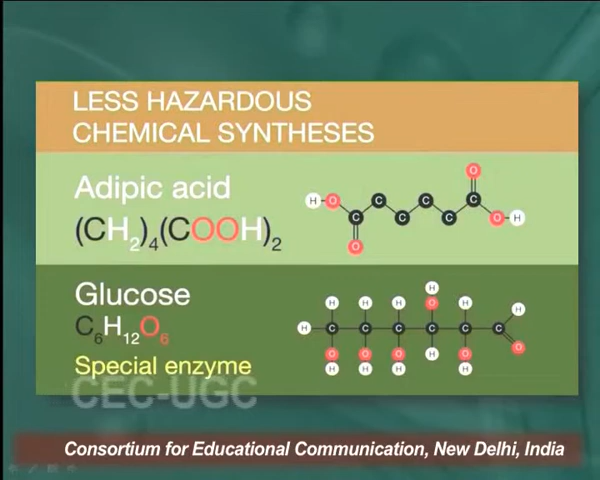 LESS HAZARDOUS
CHEMICAL SYNTHESES
Adipic acid
(CH₂)₄(COOH)₂
H O C O C C C C C O O H
Glucose
C₆H₁₂O₆
Special enzyme
H H H H H H
H C C C C C C O
O O O O O
H H H H H H
CEC-UGC
Consortium for Educational Communication, New Delhi, India